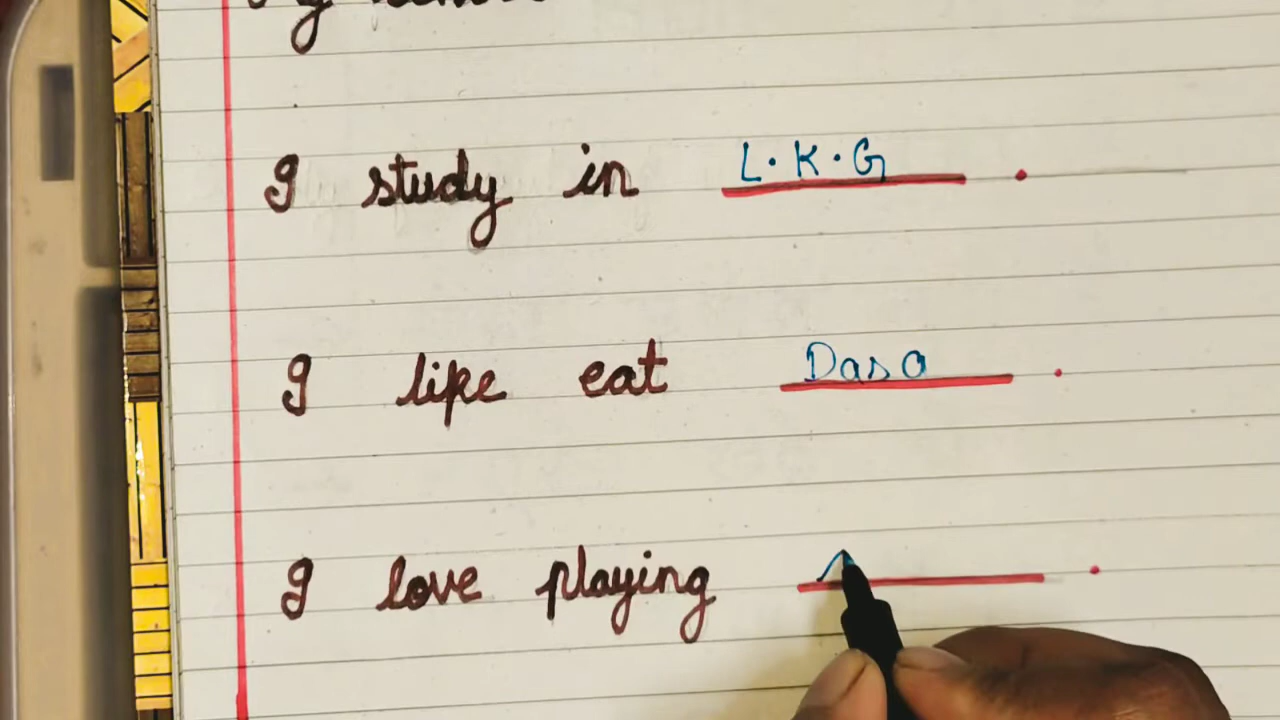 I study in L.K.G .
I like eat Dasa .
I love playing .